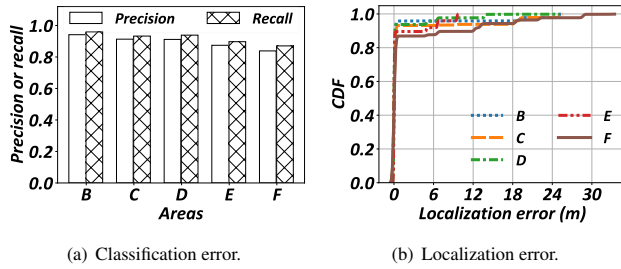 Precision Recall
1.0
0.8
0.6
0.4
0.2
0.0
Precision or recall
B C D E F
Areas
(a) Classification error.
1.0
0.8
0.6
0.4
0.2
0.0
CDF
B E
C F
D
0 6 12 18 24 30
Localization error (m)
(b) Localization error.